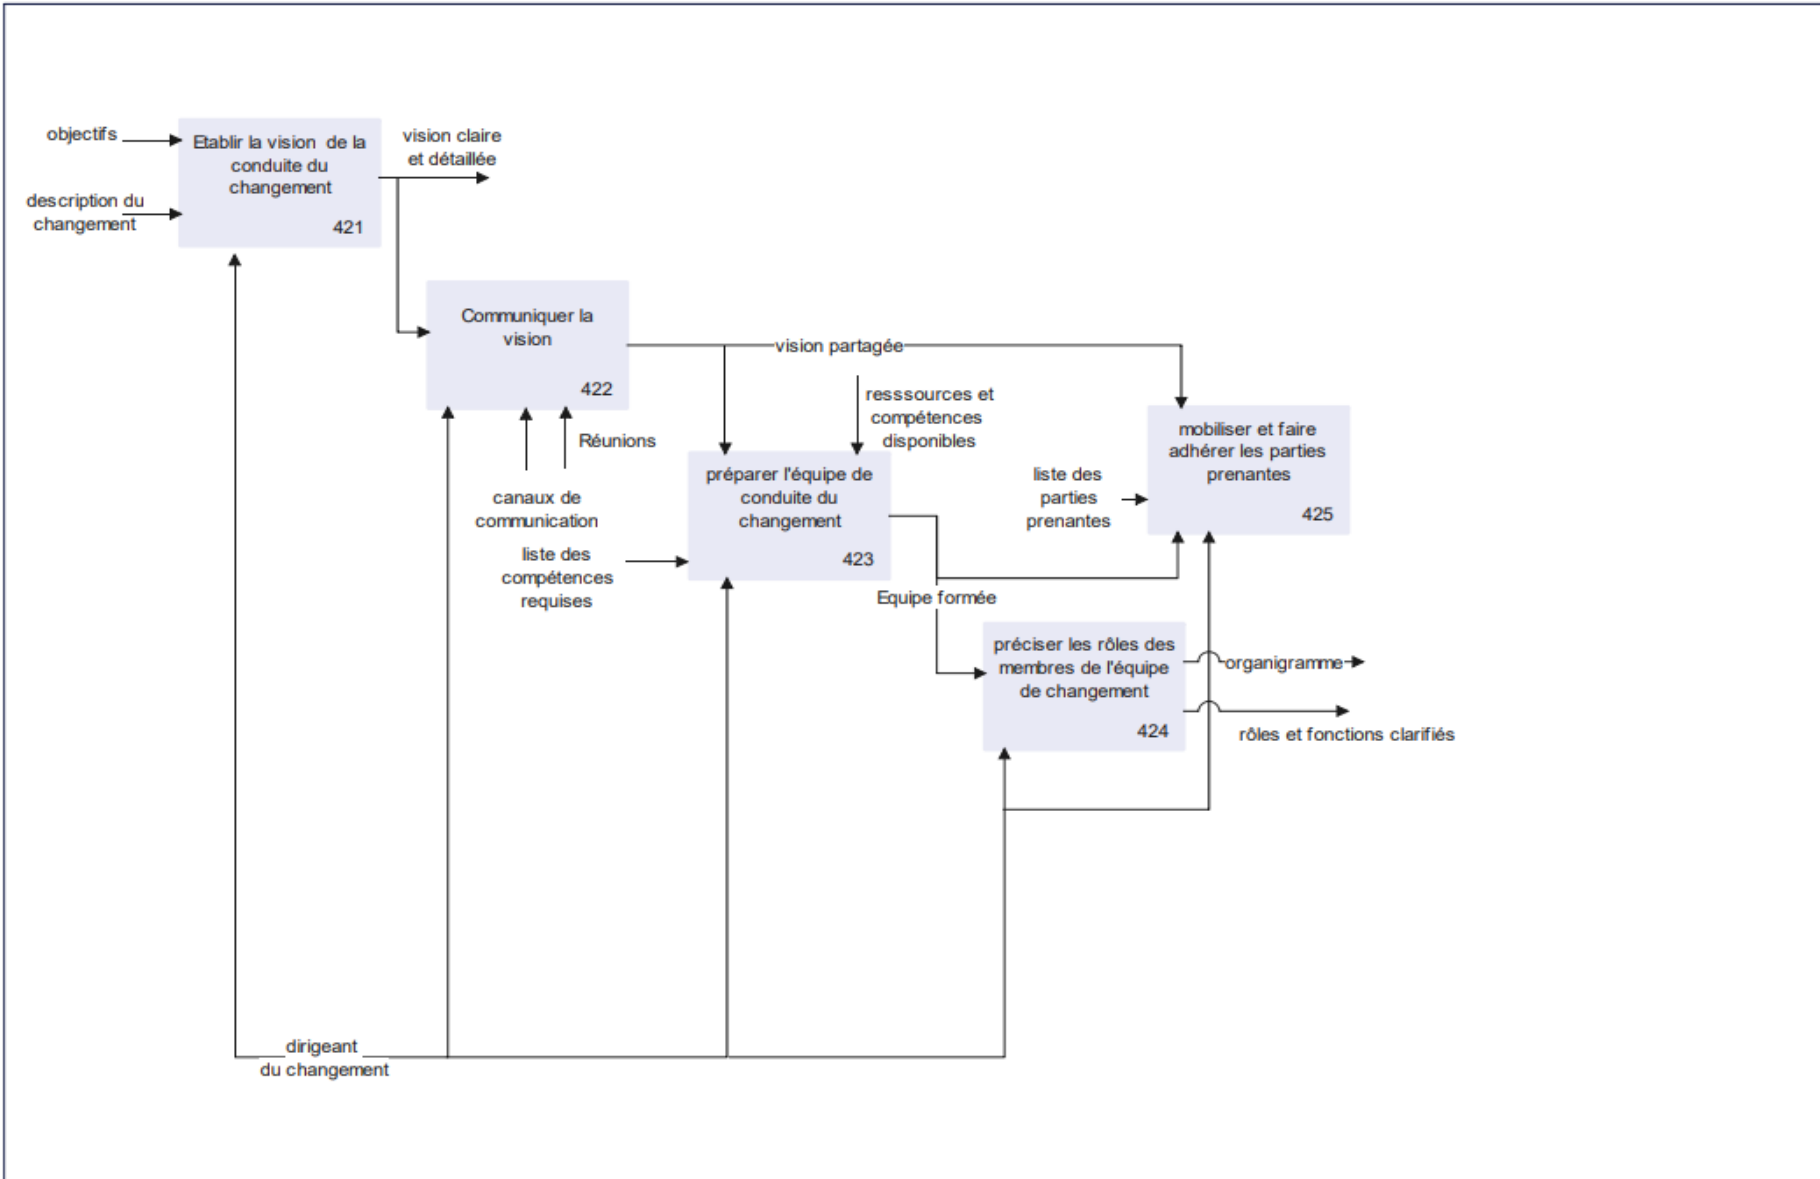 objectifs
description du
changement
Etablir la vision  de la
conduite du
changement
421
vision claire
et détaillée
Communiquer la
vision
422
vision partagée
Réunions
canaux de
communication
resssources et
compétences
disponibles
préparer l'équipe de
conduite du
changement
423
liste des
compétences
requises
liste des
parties
prenantes
mobiliser et faire
adhérer les parties
prenantes
425
Equipe formée
préciser les rôles des
membres de l'équipe
de changement
424
organigramme
rôles et fonctions clarifiés
dirigeant
du changement